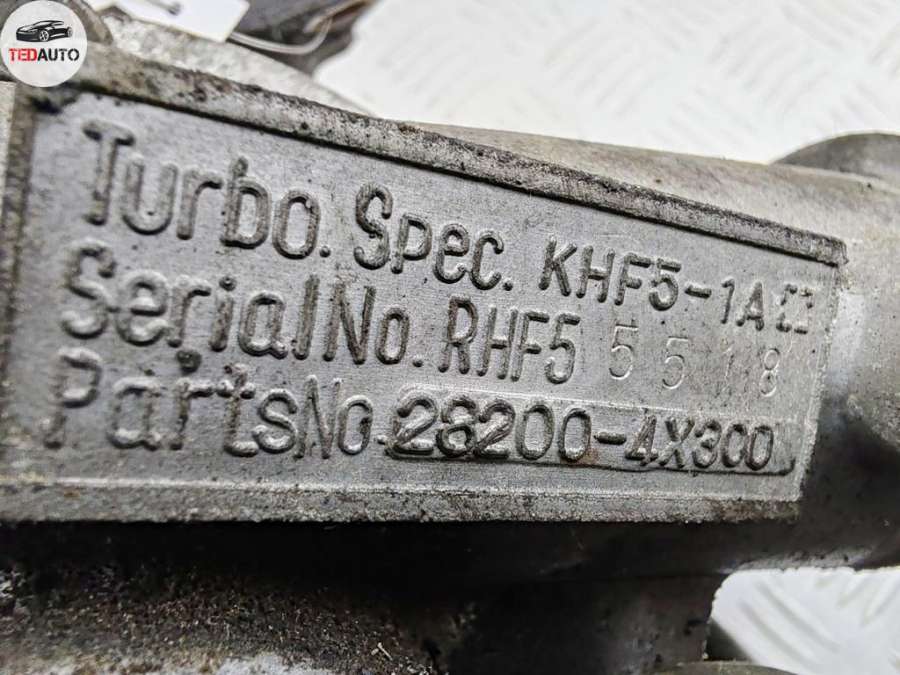 TEDAUTO
Turbo. Spec. KHF5-1A
SerialNo. RHF5 5518
PartsNo. 28200-4X300